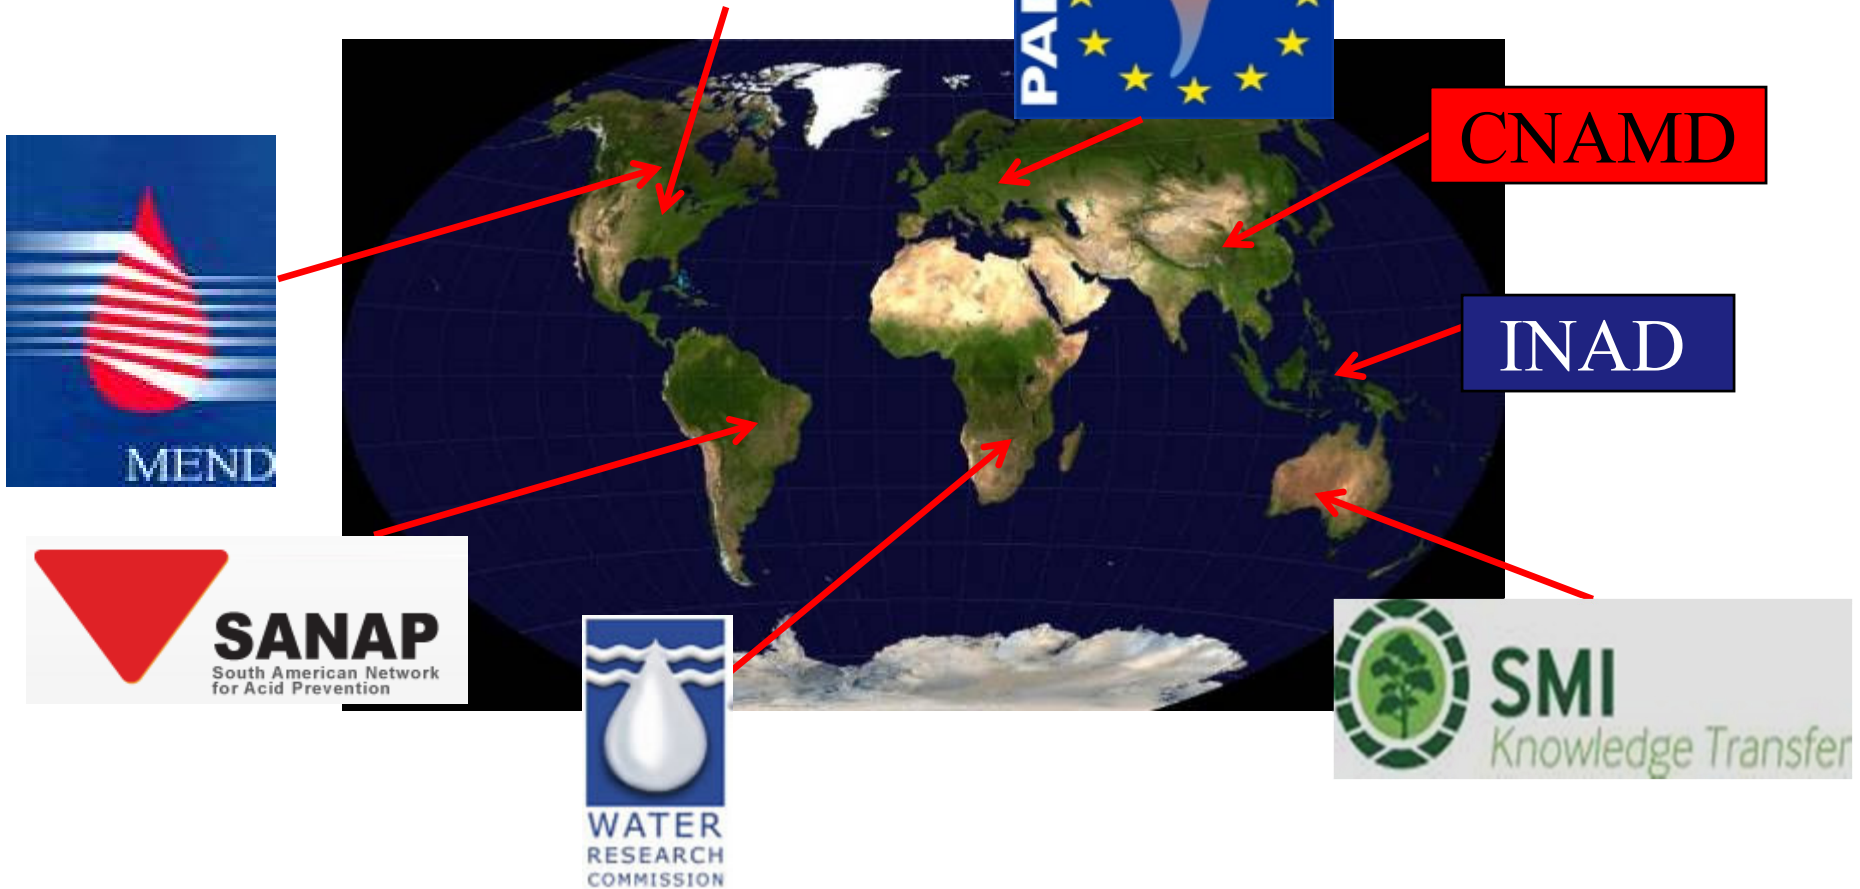 CNAMD
INAD
MEND
SANAP
South American Network
for Acid Prevention
SMI
Knowledge Transfer
WATER
RESEARCH
COMMISSION